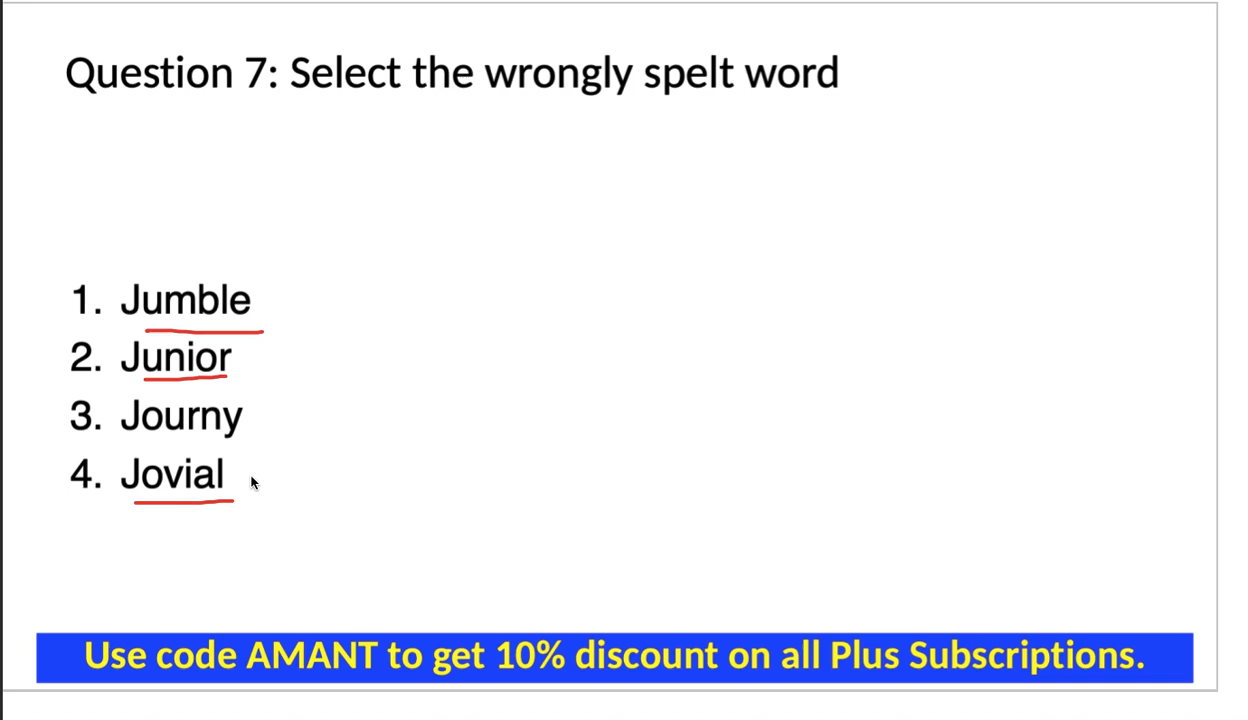 Question 7: Select the wrongly spelt word
1. Jumble
2. Junior
3. Journy
4. Jovial
Use code AMANT to get 10% discount on all Plus Subscriptions.